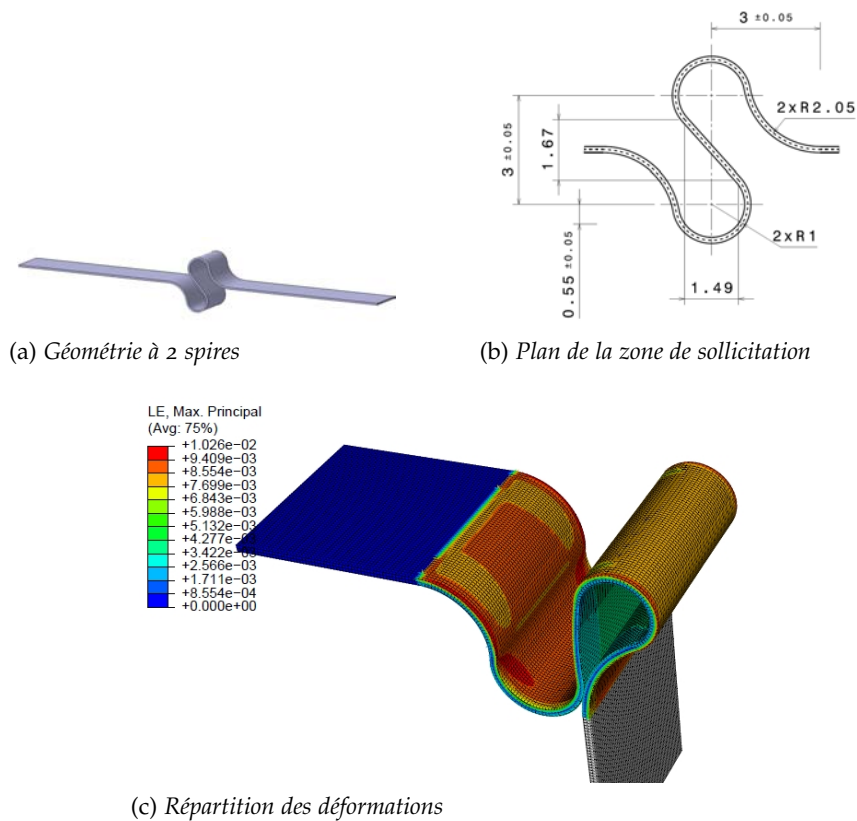 3 ±0.05
2xR2.05
3 ±0.05
1.67
2xR1
0.55 ±0.05
1.49
(a) Géométrie à 2 spires
(b) Plan de la zone de sollicitation
LE, Max. Principal
(Avg: 75%)
+1.026e−02
+9.409e−03
+8.554e−03
+7.699e−03
+6.843e−03
+5.988e−03
+5.132e−03
+4.277e−03
+3.422e−03
+2.566e−03
+1.711e−03
+8.554e−04
+0.000e+00
(c) Répartition des déformations